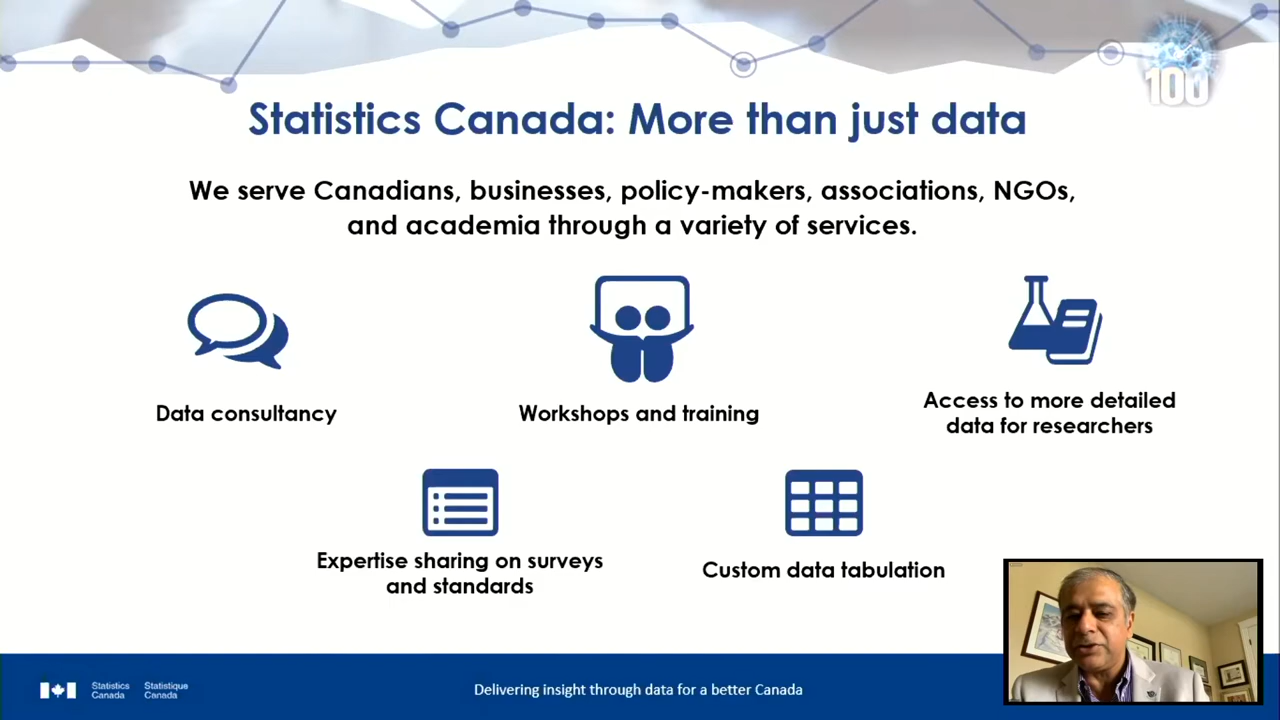 100
Statistics Canada: More than just data
We serve Canadians, businesses, policy-makers, associations, NGOs,
and academia through a variety of services.
Data consultancy
Workshops and training
Access to more detailed
data for researchers
Expertise sharing on surveys
and standards
Custom data tabulation
Statistics
Canada
Statistique
Canada
Delivering insight through data for a better Canada